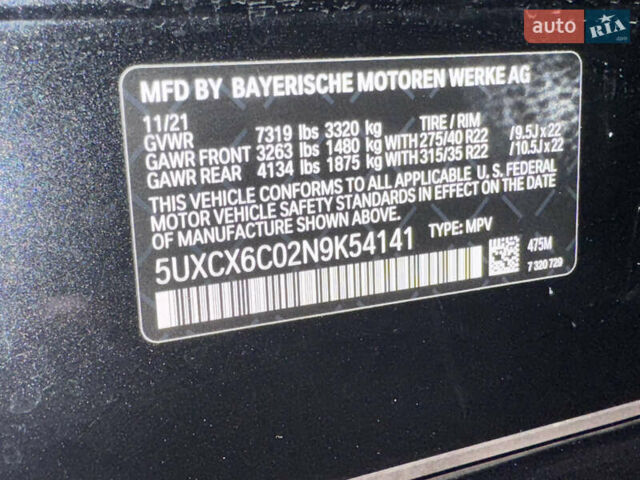 auto RIA
.com
MFD BY BAYERISCHE MOTOREN WERKE AG
11/21 TIRE / RIM
GVWR 7319 lbs 3320 kg
GAWR FRONT 3263 lbs 1480 kg WITH 275/40 R22 /9.5J x 22
GAWR REAR 4134 lbs 1875 kg WITH 315/35 R22 /10.5J x 22
THIS VEHICLE CONFORMS TO ALL APPLICABLE U. S. FEDERAL
MOTOR VEHICLE SAFETY STANDARDS IN EFFECT ON THE DATE
OF MANUFACTURE SHOWN ABOVE.
5UXCX6C02N9K54141 TYPE: MPV
475M
7 320 720